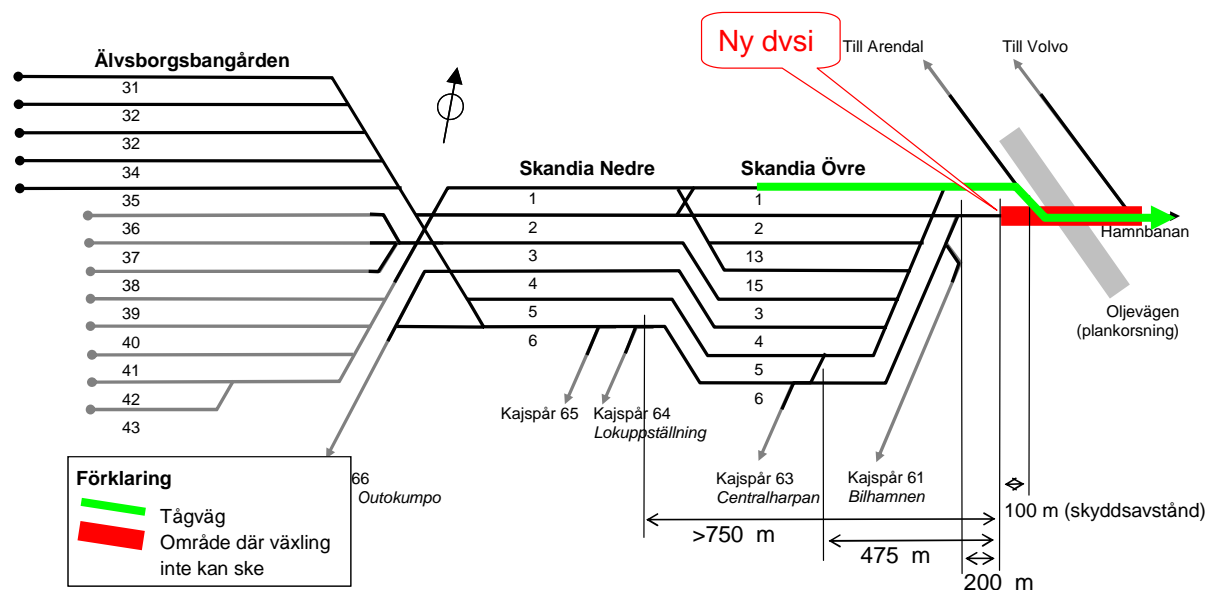 Ny dvsi
Till Arendal
Till Volvo
Älvsborgsbangården
31
32
32
34
35
36
37
38
39
40
41
42
43
Skandia Nedre
1
2
3
4
5
6
Skandia Övre
1
2
13
15
3
4
5
6
Hamnbanan
Oljevägen
(plankorsning)
Kajspår 65
Kajspår 64
Lokuppställning
Kajspår 63
Centralharpan
Kajspår 61
Bilhamnen
66
Outokumpo
100 m (skyddsavstånd)
>750 m
475 m
200 m
Förklaring
Tågväg
Område där växling
inte kan ske